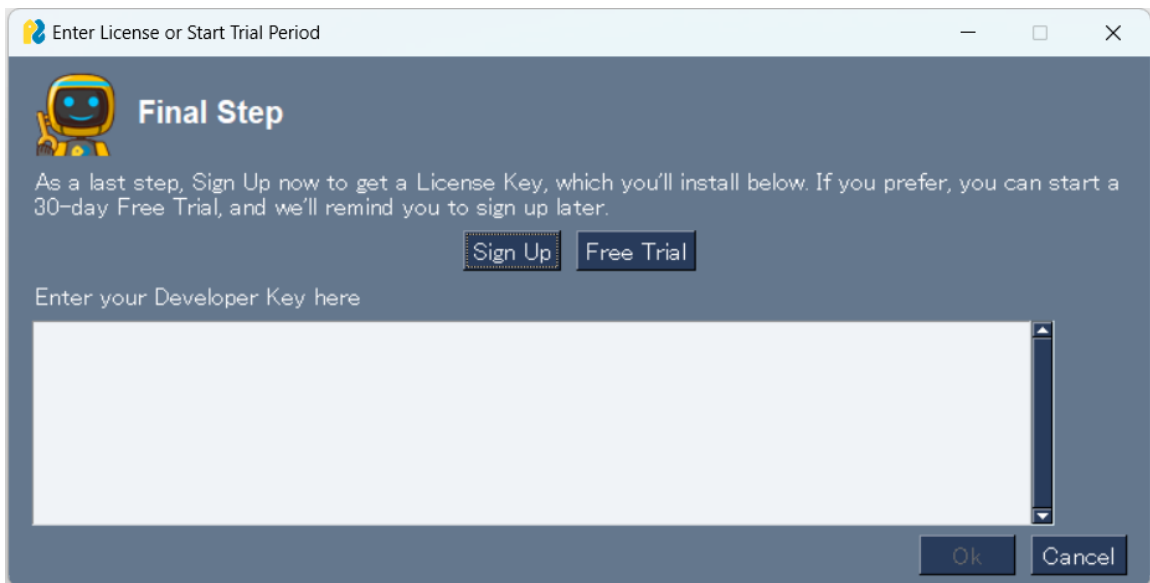 Enter License or Start Trial Period
Final Step
As a last step, Sign Up now to get a License Key, which you'll install below. If you prefer, you can start a
30-day Free Trial, and we'll remind you to sign up later.
Sign Up Free Trial
Enter your Developer Key here
Ok Cancel